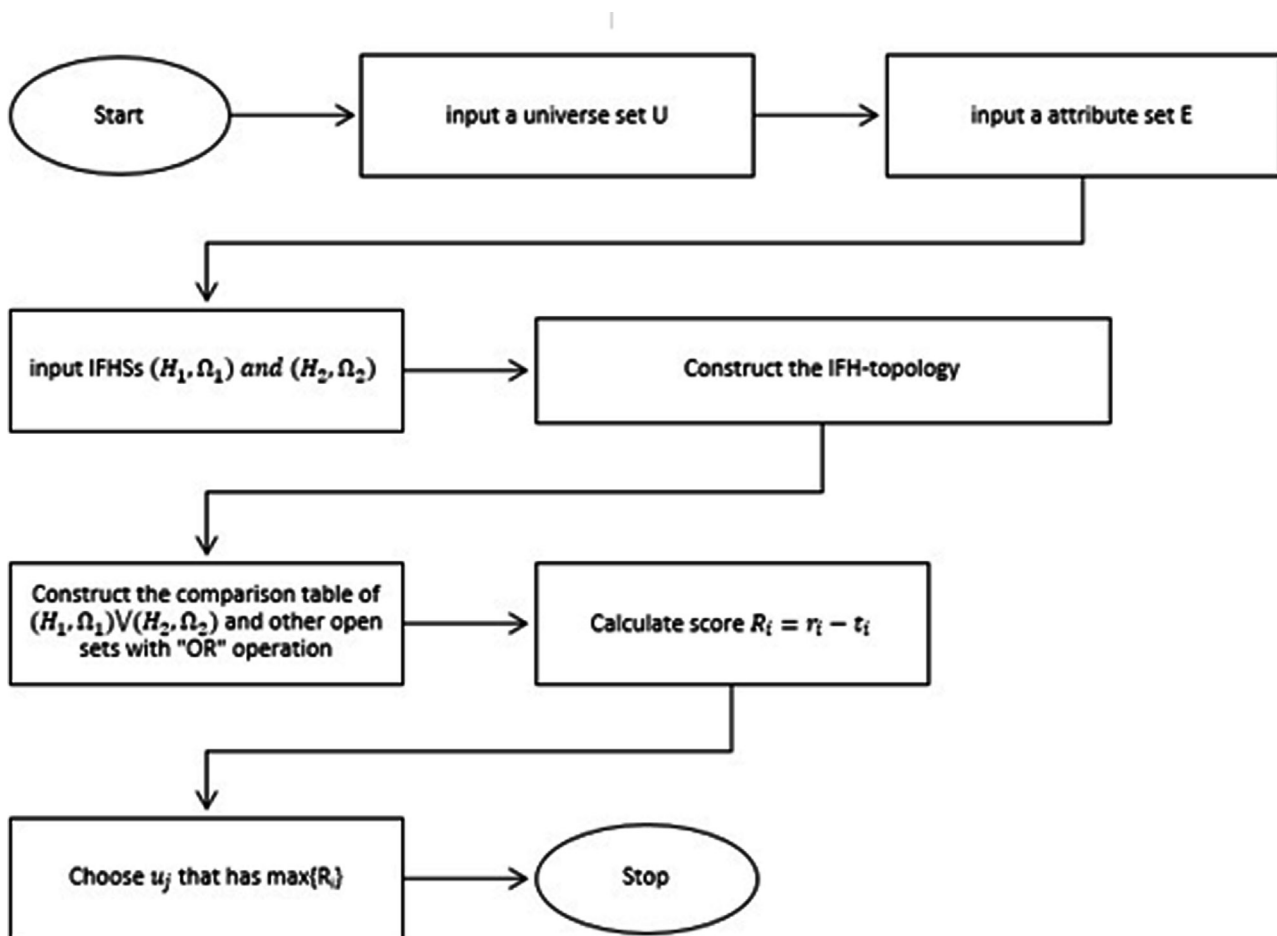 Start
input a universe set U
input a attribute set E
input IFHSs (H₁,Ω₁) and (H₂,Ω₂)
Construct the IFH-topology
Construct the comparison table of
(H₁,Ω₁)⋁(H₂,Ω₂) and other open
sets with "OR" operation
Calculate score Rᵢ = rᵢ − tᵢ
Choose uⱼ that has max{Rᵢ}
Stop